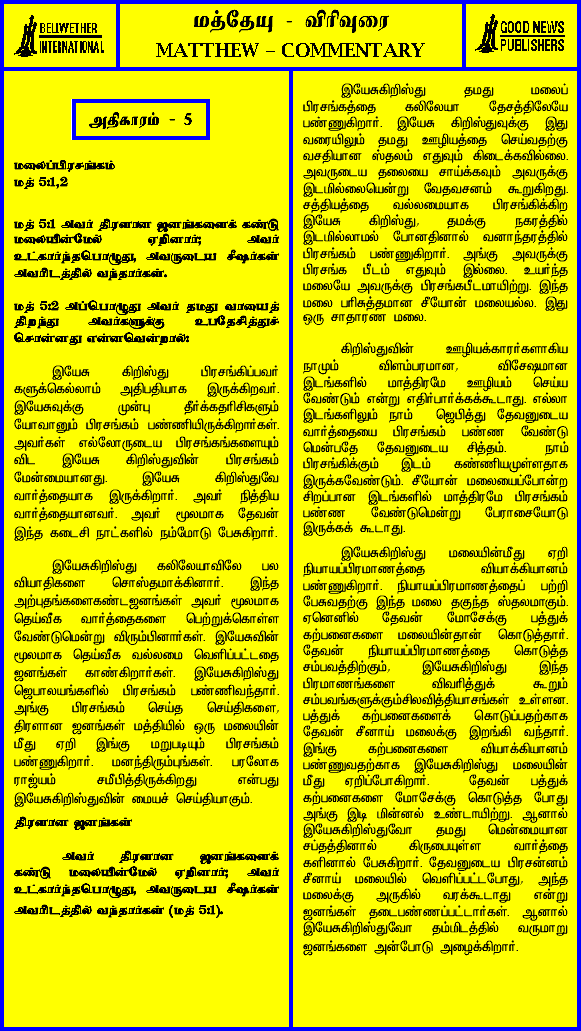 BELWETHER
INTERNATIONAL
மத்தேயு - விரிவுரை
MATTHEW – COMMENTARY
GOOD NEWS
PUBLISHERS
அதிகாரம் - 5
மலைப்பிரசங்கம்
மத் 5:1,2
மத் 5:1 அவர் திரளான ஜனங்களைக் கண்டு
மலையின்மேல் ஏறினார்; அவர்
உட்கார்ந்தபொழுது, அவருடைய சீஷர்கள்
அவரிடத்தில் வந்தார்கள்.
மத் 5:2 அப்பொழுது அவர் தமது வாயைத்
திறந்து அவர்களுக்கு உபதேசித்துச்
சொன்னது என்னவென்றால்:
இயேசு கிறிஸ்து பிரசங்கிப்பவர்
களுக்கெல்லாம் அதிபதியாக இருக்கிறவர்.
இயேசுவுக்கு முன்பு தீர்க்கதரிசிகளும்
யோவானும் பிரசங்கம் பண்ணியிருக்கிறார்கள்.
அவர்கள் எல்லோருடைய பிரசங்கங்களையும்
விட இயேசு கிறிஸ்துவின் பிரசங்கம்
மேன்மையானது. இயேசு கிறிஸ்துவே
வார்த்தையாக இருக்கிறார். அவர் நித்திய
வார்த்தையானவர். அவர் மூலமாக தேவன்
இந்த கடைசி நாட்களில் நம்மோடு பேசுகிறார்.
இயேசுகிறிஸ்து கலிலேயாவிலே பல
வியாதிகளை சொஸ்தமாக்கினார். இந்த
அற்புதங்களைகண்டஜனங்கள் அவர் மூலமாக
தெய்வீக வார்த்தைகளை பெற்றுக்கொள்ள
வேண்டுமென்று விரும்பினார்கள். இயேசுவின்
மூலமாக தெய்வீக வல்லமை வெளிப்பட்டதை
ஜனங்கள் காண்கிறார்கள். இயேசுகிறிஸ்து
ஜெபாலயங்களில் பிரசங்கம் பண்ணிவந்தார்.
அங்கு பிரசங்கம் செய்த செய்திகளை,
திரளான ஜனங்கள் மத்தியில் ஒரு மலையின்
மீது ஏறி இங்கு மறுபடியும் பிரசங்கம்
பண்ணுகிறார். மனந்திரும்புங்கள். பரலோக
ராஜ்யம் சமீபித்திருக்கிறது என்பது
இயேசுகிறிஸ்துவின் மையச் செய்தியாகும்.
திரளான ஜனங்கள்
அவர் திரளான ஜனங்களைக்
கண்டு மலையின்மேல் ஏறினார்; அவர்
உட்கார்ந்தபொழுது, அவருடைய சீஷர்கள்
அவரிடத்தில் வந்தார்கள் (மத் 5:1).
இயேசுகிறிஸ்து தமது மலைப்
பிரசங்கத்தை கலிலேயா தேசத்திலேயே
பண்ணுகிறார். இயேசு கிறிஸ்துவுக்கு இது
வரையிலும் தமது ஊழியத்தை செய்வதற்கு
வசதியான ஸ்தலம் எதுவும் கிடைக்கவில்லை.
அவருடைய தலையை சாய்க்கவும் அவருக்கு
இடமில்லையென்று வேதவசனம் கூறுகிறது.
சத்தியத்தை வல்லமையாக பிரசங்கிக்கிற
இயேசு கிறிஸ்து, தமக்கு நகரத்தில்
இடமில்லாமல் போனதினால் வனாந்தரத்தில்
பிரசங்கம் பண்ணுகிறார். அங்கு அவருக்கு
பிரசங்க பீடம் எதுவும் இல்லை. உயர்ந்த
மலையே அவருக்கு பிரசங்கபீடமாயிற்று. இந்த
மலை பரிசுத்தமான சீயோன் மலையல்ல. இது
ஒரு சாதாரண மலை.
கிறிஸ்துவின் ஊழியக்காரர்களாகிய
நாமும் விளம்பரமான, விசேஷமான
இடங்களில் மாத்திரமே ஊழியம் செய்ய
வேண்டும் என்று எதிர்பார்க்கக்கூடாது. எல்லா
இடங்களிலும் நாம் ஜெபித்து தேவனுடைய
வார்த்தையை பிரசங்கம் பண்ண வேண்டு
மென்பதே தேவனுடைய சித்தம். நாம்
பிரசங்கிக்கும் இடம் கண்ணியமுள்ளதாக
இருக்கவேண்டும். சீயோன் மலையைப்போன்ற
சிறப்பான இடங்களில் மாத்திரமே பிரசங்கம்
பண்ண வேண்டுமென்று பேராசையோடு
இருக்கக் கூடாது.
இயேசுகிறிஸ்து மலையின்மீது ஏறி
நியாயப்பிரமாணத்தை வியாக்கியானம்
பண்ணுகிறார். நியாயப்பிரமாணத்தைப் பற்றி
பேசுவதற்கு இந்த மலை தகுந்த ஸ்தலமாகும்.
ஏனெனில் தேவன் மோசேக்கு பத்துக்
கற்பனைகளை மலையின்தான் கொடுத்தார்.
தேவன் நியாயப்பிரமாணத்தை கொடுத்த
சம்பவத்திற்கும், இயேசுகிறிஸ்து இந்த
பிரமாணங்களை விவரித்துக் கூறும்
சம்பவங்களுக்கும்சிலவித்தியாசங்கள் உள்ளன.
பத்துக் கற்பனைகளைக் கொடுப்பதற்காக
தேவன் சீனாய் மலைக்கு இறங்கி வந்தார்.
இங்கு கற்பனைகளை வியாக்கியானம்
பண்ணுவதற்காக இயேசுகிறிஸ்து மலையின்
மீது ஏறிப்போகிறார். தேவன் பத்துக்
கற்பனைகளை மோசேக்கு கொடுத்த போது
அங்கு இடி மின்னல் உண்டாயிற்று. ஆனால்
இயேசுகிறிஸ்துவோ தமது மென்மையான
சப்தத்தினால் கிருபையுள்ள வார்த்தை
களினால் பேசுகிறார். தேவனுடைய பிரசன்னம்
சீனாய் மலையில் வெளிப்பட்டபோது, அந்த
மலைக்கு அருகில் வரக்கூடாது என்று
ஜனங்கள் தடைபண்ணப்பட்டார்கள். ஆனால்
இயேசுகிறிஸ்துவோ தம்மிடத்தில் வருமாறு
ஜனங்களை அன்போடு அழைக்கிறார்.